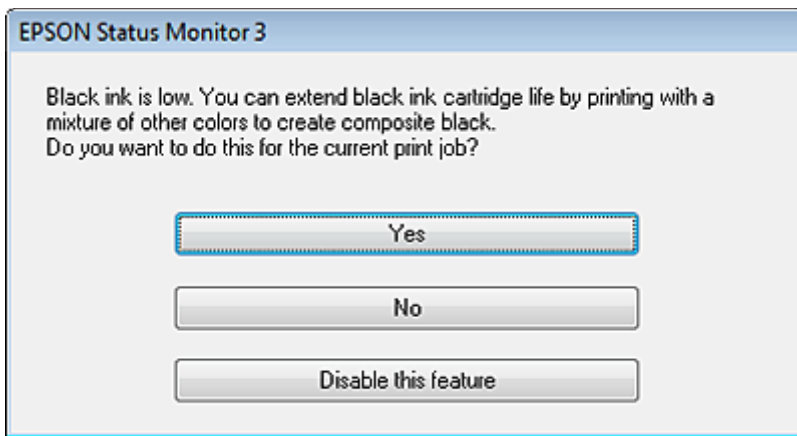 EPSON Status Monitor 3
Black ink is low. You can extend black ink cartridge life by printing with a
mixture of other colors to create composite black.
Do you want to do this for the current print job?
Yes
No
Disable this feature